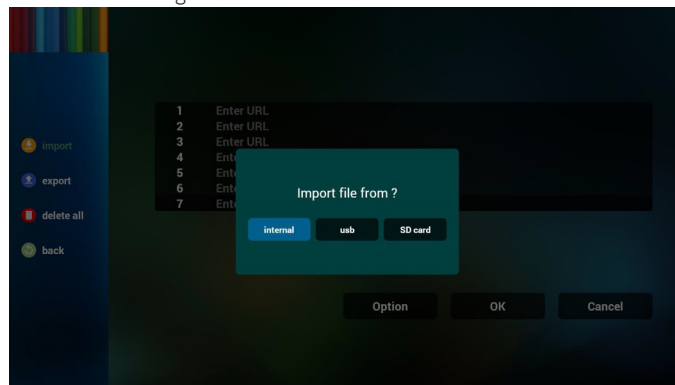 import
export
delete all
back
1 Enter URL
2 Enter URL
3 Enter URL
4 Ente
5 Ente
6 Ente
7 Ente
Import file from ?
internal usb SD card
Option OK Cancel